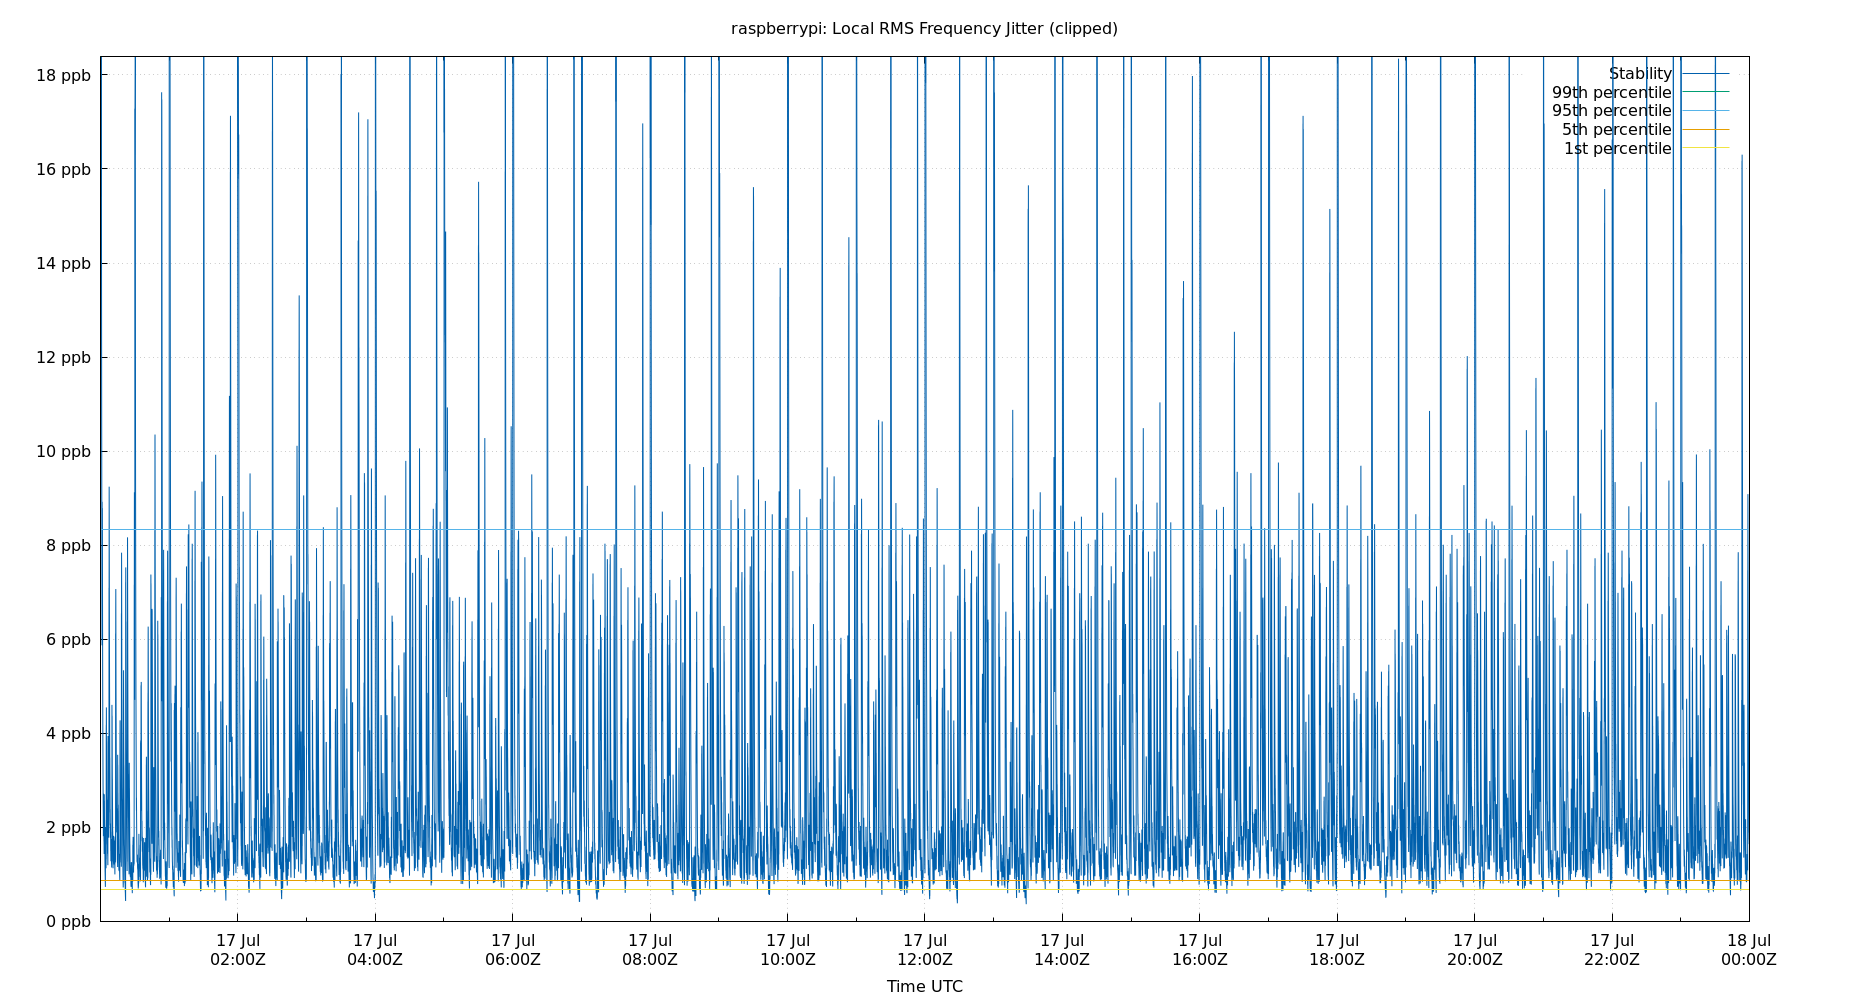 raspberrypi: Local RMS Frequency Jitter (clipped)
18 ppb
16 ppb
14 ppb
12 ppb
10 ppb
8 ppb
6 ppb
4 ppb
2 ppb
0 ppb
Stability
99th percentile
95th percentile
5th percentile
1st percentile
17 Jul 17 Jul 17 Jul 17 Jul 17 Jul 17 Jul 17 Jul 17 Jul 17 Jul 17 Jul 17 Jul 18 Jul
02:00Z 04:00Z 06:00Z 08:00Z 10:00Z 12:00Z 14:00Z 16:00Z 18:00Z 20:00Z 22:00Z 00:00Z
Time UTC